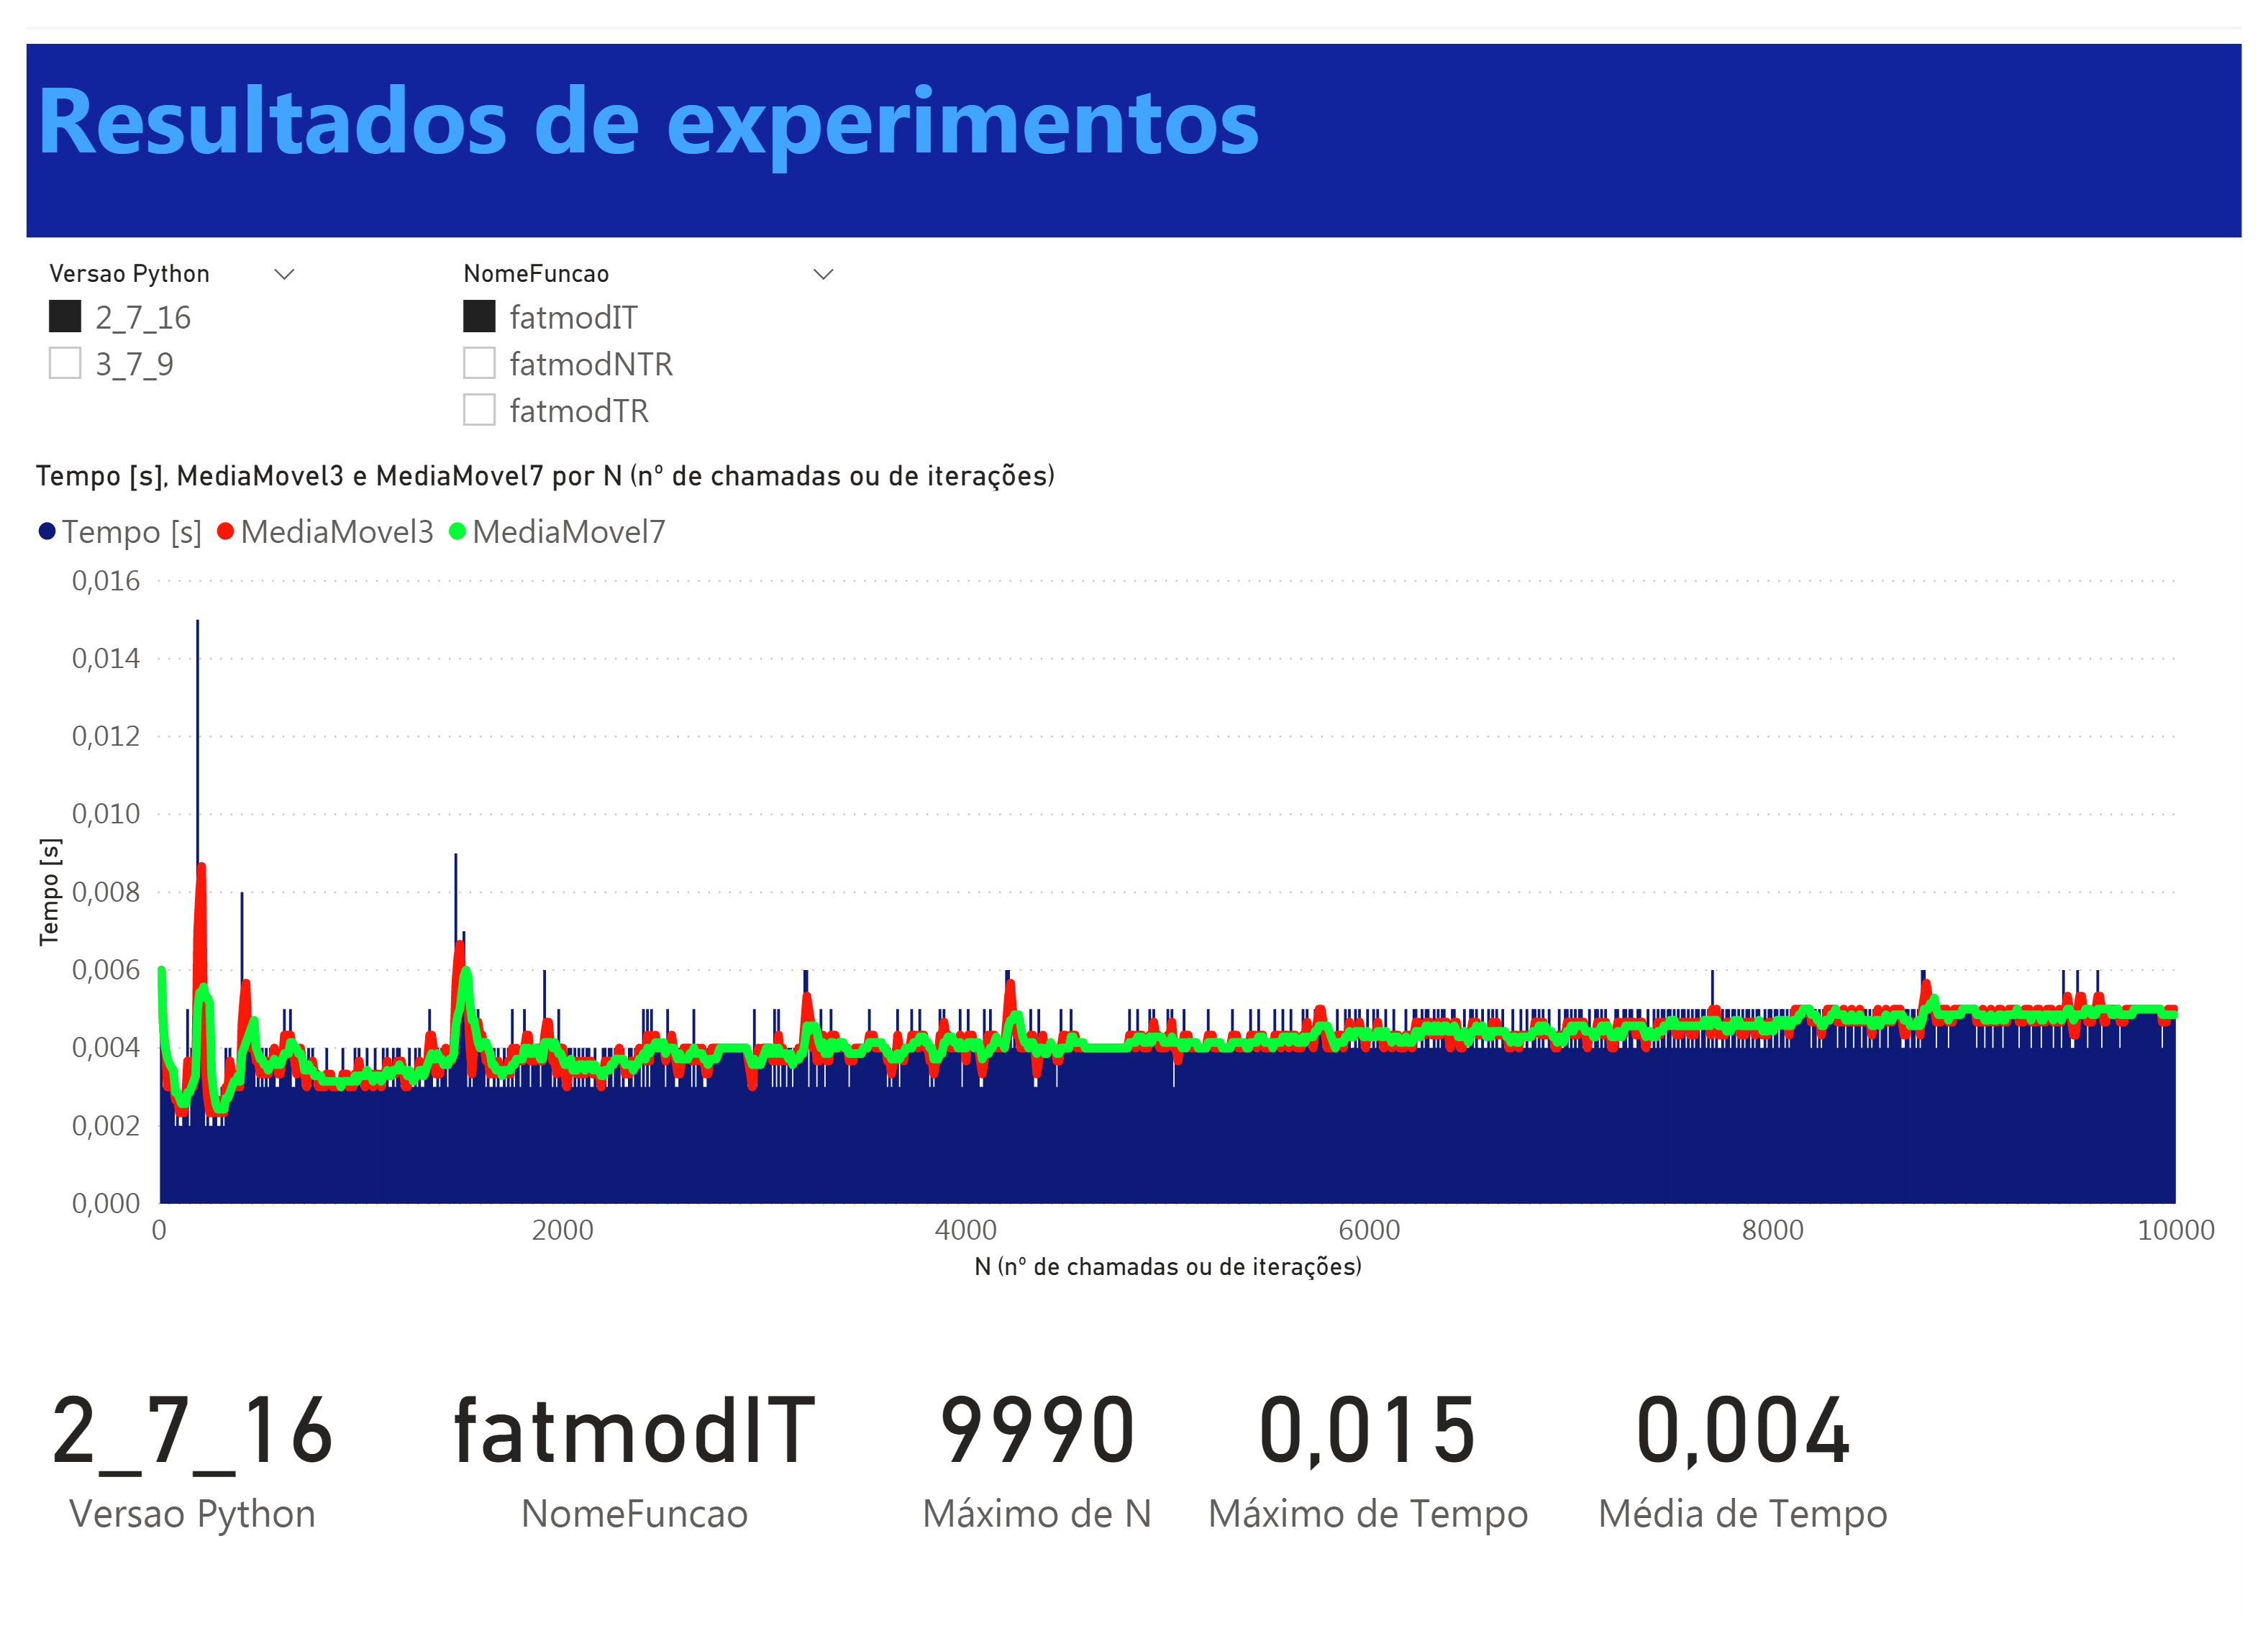 Resultados de experimentos
Versao Python
2_7_16
3_7_9
NomeFuncao
fatmodIT
fatmodNTR
fatmodTR
Tempo [s], MediaMovel3 e MediaMovel7 por N (nº de chamadas ou de iterações)
Tempo [s] MediaMovel3 MediaMovel7
0,016
0,014
0,012
0,010
0,008
0,006
0,004
0,002
0,000
Tempo [s]
0 2000 4000 6000 8000 10000
N (nº de chamadas ou de iterações)
2_7_16
Versao Python
fatmodIT
NomeFuncao
9990
Máximo de N
0,015
Máximo de Tempo
0,004
Média de Tempo